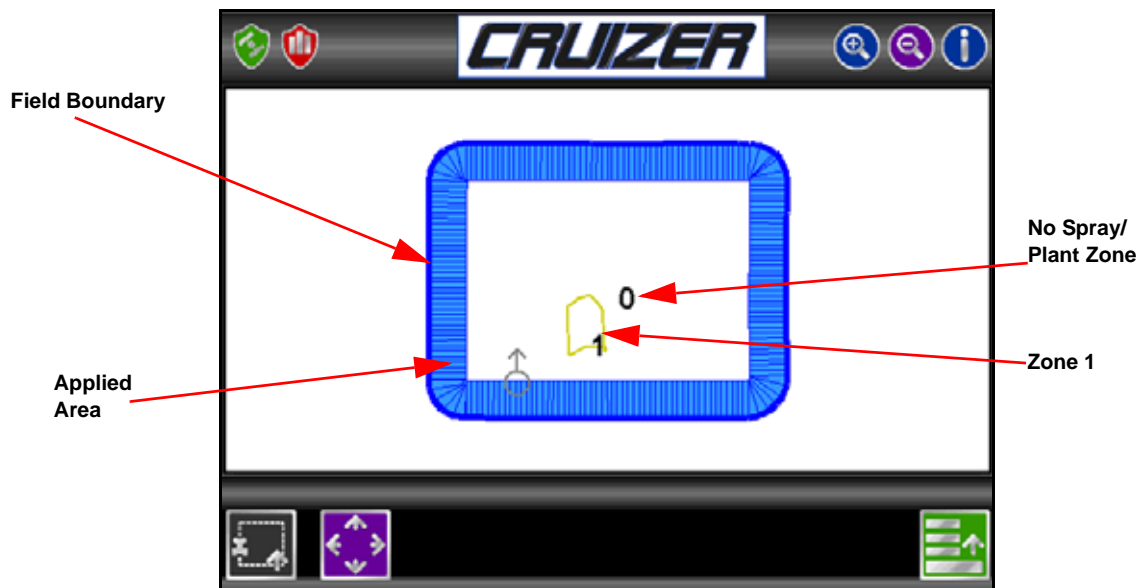 CRUIZER
Field Boundary
No Spray/
Plant Zone
0
1
Zone 1
Applied
Area